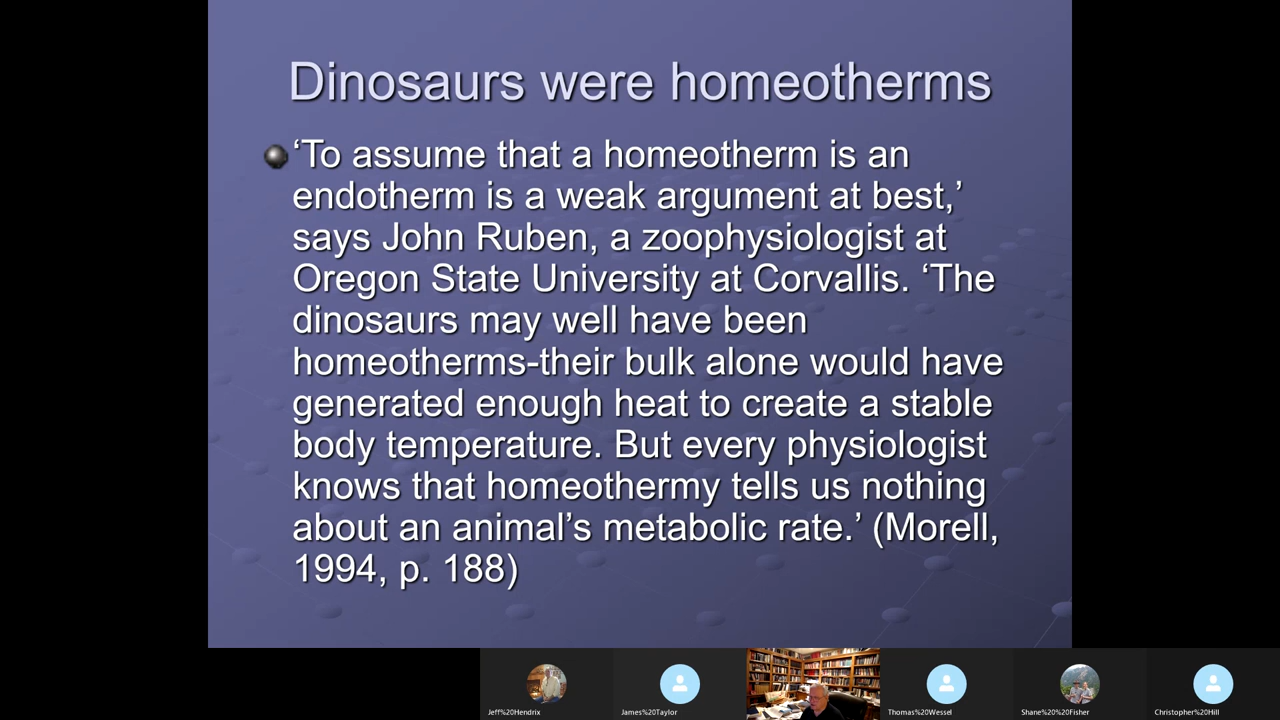 Dinosaurs were homeotherms
‘To assume that a homeotherm is an
endotherm is a weak argument at best,’
says John Ruben, a zoophysiologist at
Oregon State University at Corvallis. ‘The
dinosaurs may well have been
homeotherms-their bulk alone would have
generated enough heat to create a stable
body temperature. But every physiologist
knows that homeothermy tells us nothing
about an animal’s metabolic rate.’ (Morell,
1994, p. 188)
Jeff%20Hendrix
James%20Taylor
Thomas%20Wessel
Shane%20%20Fisher
Christopher%20Hill